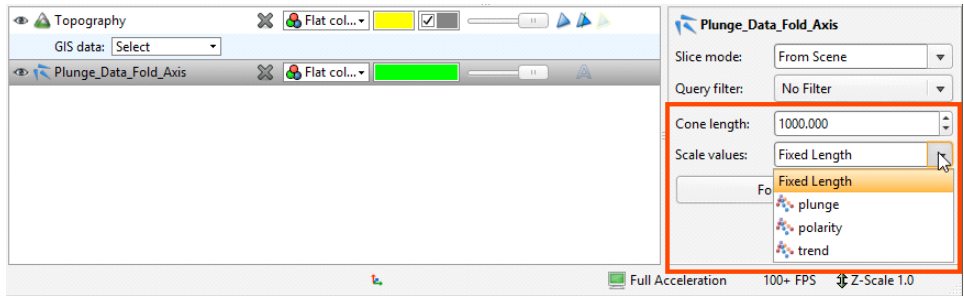 Topography
Flat col...
GIS data: Select
Plunge_Data_Fold_Axis
Flat col...
Plunge_Data_Fold_Axis
Slice mode: From Scene
Query filter: No Filter
Cone length: 1000.000
Scale values: Fixed Length
Fixed Length
plunge
polarity
trend
Full Acceleration 100+ FPS Z-Scale 1.0